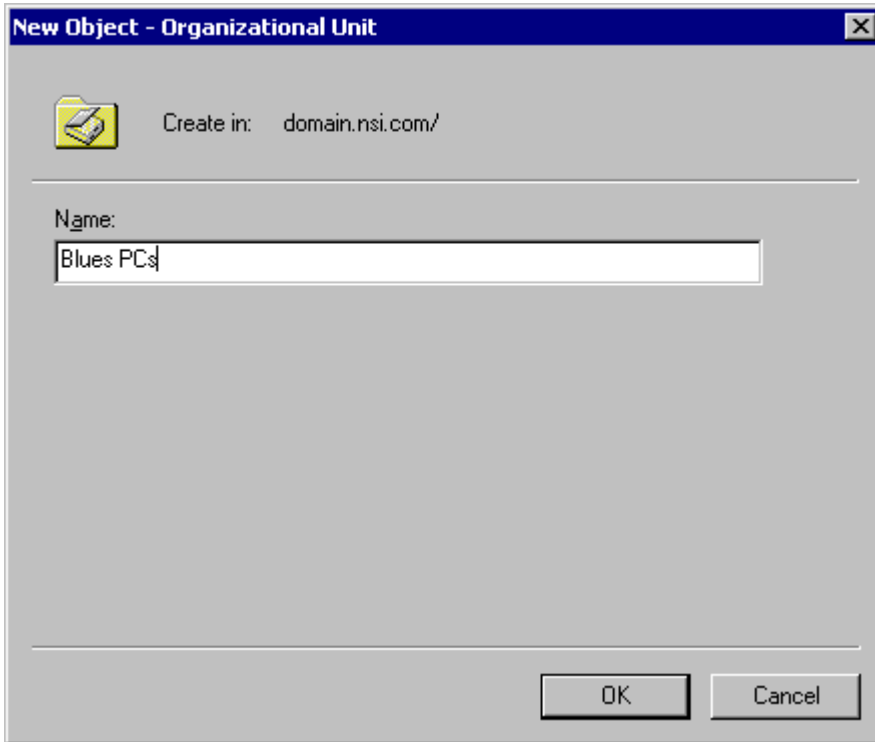 New Object - Organizational Unit
Create in: domain.nsi.com/
Name:
Blues PCs
OK Cancel